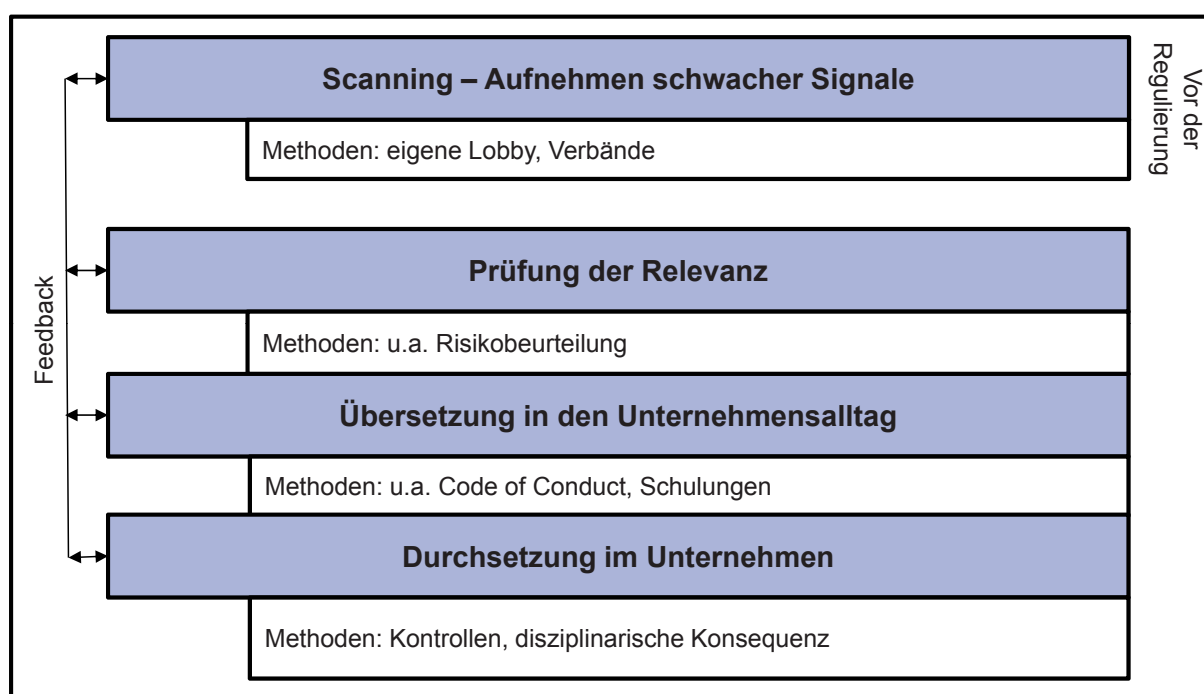 Scanning – Aufnehmen schwacher Signale
Methoden: eigene Lobby, Verbände
Vor der
Regulierung
Feedback
Prüfung der Relevanz
Methoden: u.a. Risikobeurteilung
Übersetzung in den Unternehmensalltag
Methoden: u.a. Code of Conduct, Schulungen
Durchsetzung im Unternehmen
Methoden: Kontrollen, disziplinarische Konsequenz